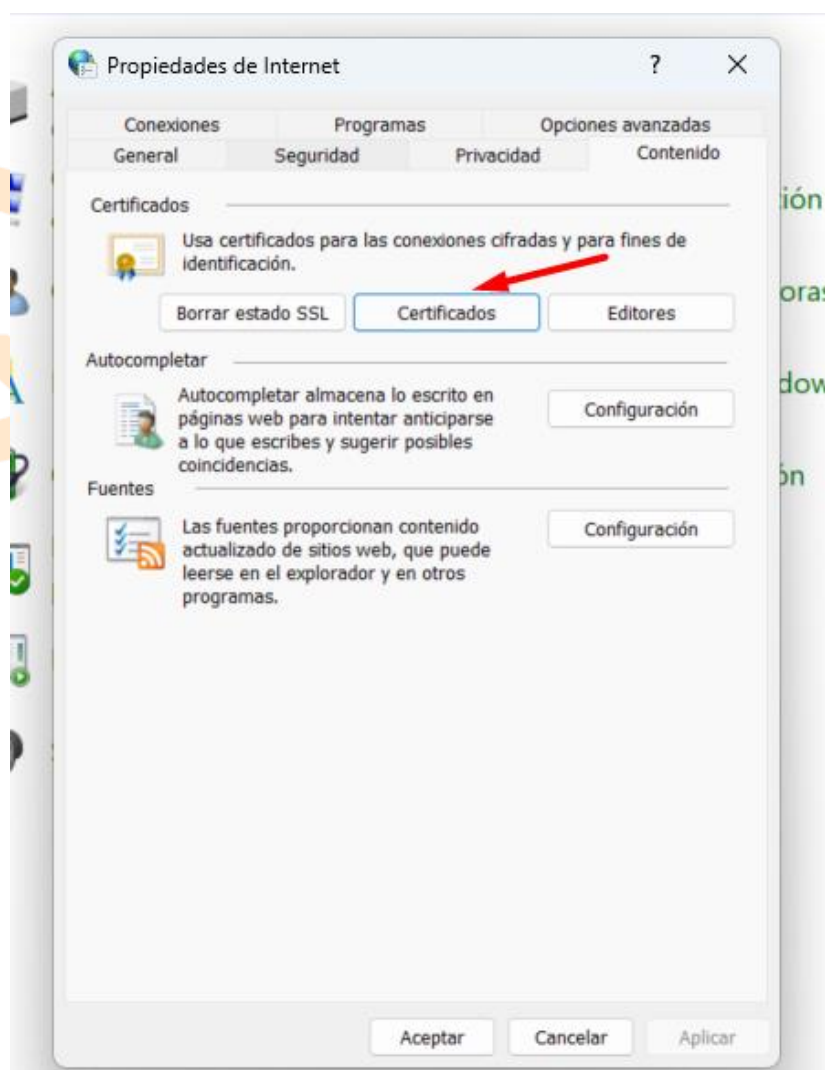 Propiedades de Internet
?
Conexiones Programas Opciones avanzadas
General Seguridad Privacidad Contenido
Certificados
Usa certificados para las conexiones cifradas y para fines de
identificación.
Borrar estado SSL Certificados Editores
Autocompletar
Autocompletar almacena lo escrito en
páginas web para intentar anticiparse
a lo que escribes y sugerir posibles
coincidencias.
Configuración
Fuentes
Las fuentes proporcionan contenido
actualizado de sitios web, que puede
leerse en el explorador y en otros
programas.
Configuración
Aceptar Cancelar Aplicar